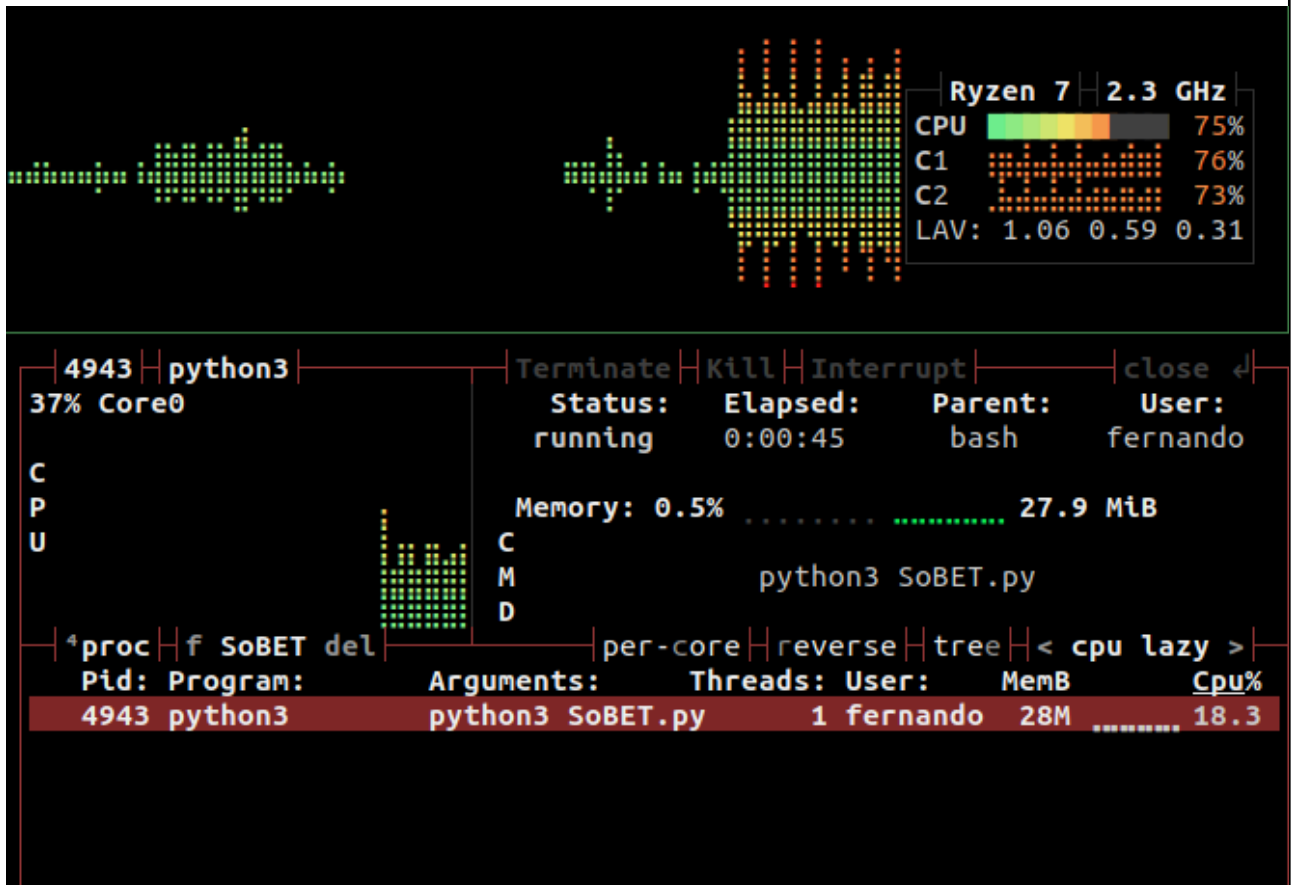 Ryzen 7 2.3 GHz
CPU 75%
C1 76%
C2 73%
LAV: 1.06 0.59 0.31
4943 python3 Terminate Kill Interrupt close ↲
37% Core0 Status: Elapsed: Parent: User:
running 0:00:45 bash fernando
C
P Memory: 0.5% 27.9 MiB
U C
M python3 SoBET.py
D
⁴proc f SoBET del per-core reverse tree < cpu lazy >
Pid: Program: Arguments: Threads: User: MemB Cpu%
4943 python3 python3 SoBET.py 1 fernando 28M 18.3